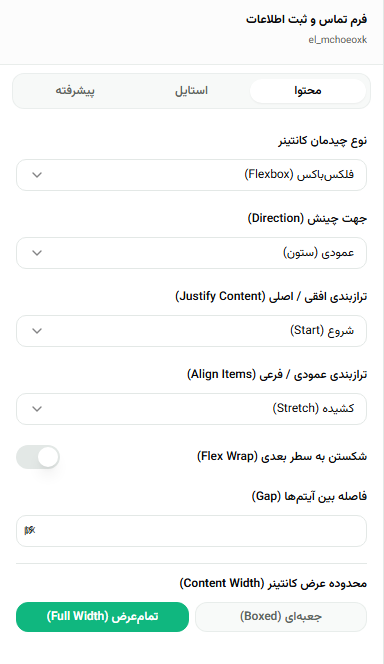 فرم تماس و ثبت اطلاعات
el_mchoeoxk
محتوا
استایل
پیشرفته
نوع چیدمان کانتینر
فلکس‌باکس (Flexbox)
جهت چینش (Direction)
عمودی (ستون)
ترازبندی افقی / اصلی (Justify Content)
شروع (Start)
ترازبندی عمودی / فرعی (Align Items)
کشیده (Stretch)
شکستن به سطر بعدی (Flex Wrap)
فاصله بین آیتم‌ها (Gap)
محدوده عرض کانتینر (Content Width)
جعبه‌ای (Boxed)
تمام‌عرض (Full Width)